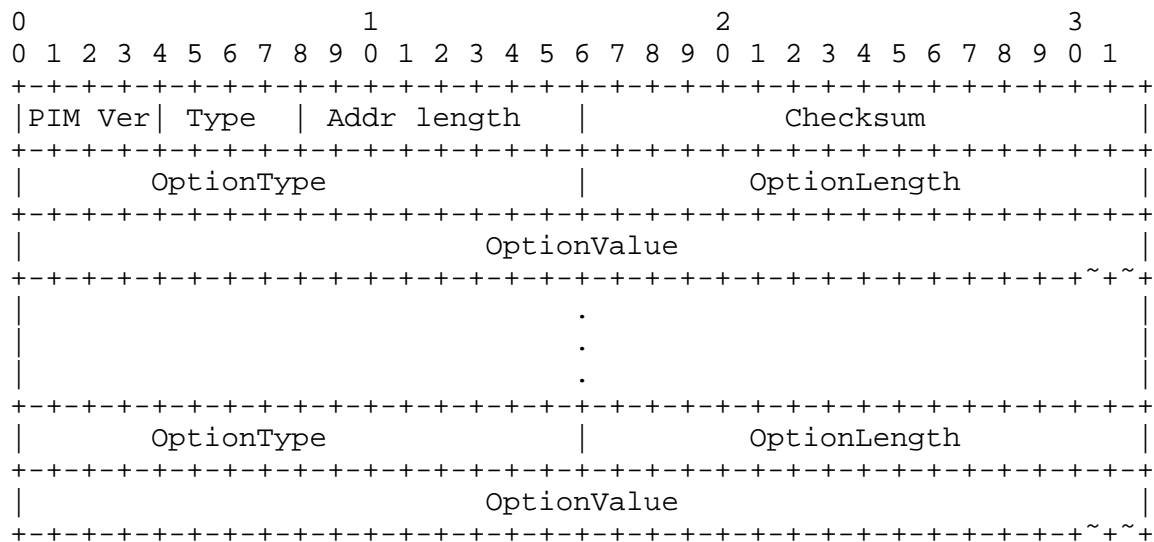 0                   1                   2                   3
0 1 2 3 4 5 6 7 8 9 0 1 2 3 4 5 6 7 8 9 0 1 2 3 4 5 6 7 8 9 0 1
+-+-+-+-+-+-+-+-+-+-+-+-+-+-+-+-+-+-+-+-+-+-+-+-+-+-+-+-+-+-+-+-+
|PIM Ver| Type  | Addr length   |           Checksum            |
+-+-+-+-+-+-+-+-+-+-+-+-+-+-+-+-+-+-+-+-+-+-+-+-+-+-+-+-+-+-+-+-+
|       OptionType              |         OptionLength          |
+-+-+-+-+-+-+-+-+-+-+-+-+-+-+-+-+-+-+-+-+-+-+-+-+-+-+-+-+-+-+-+-+
|                          OptionValue                          |
+-+-+-+-+-+-+-+-+-+-+-+-+-+-+-+-+-+-+-+-+-+-+-+-+-+-+-+-+-+-+~+~+
|                               .                               |
|                               .                               |
|                               .                               |
+-+-+-+-+-+-+-+-+-+-+-+-+-+-+-+-+-+-+-+-+-+-+-+-+-+-+-+-+-+-+-+-+
|       OptionType              |         OptionLength          |
+-+-+-+-+-+-+-+-+-+-+-+-+-+-+-+-+-+-+-+-+-+-+-+-+-+-+-+-+-+-+-+-+
|                          OptionValue                          |
+-+-+-+-+-+-+-+-+-+-+-+-+-+-+-+-+-+-+-+-+-+-+-+-+-+-+-+-+-+-+~+~+